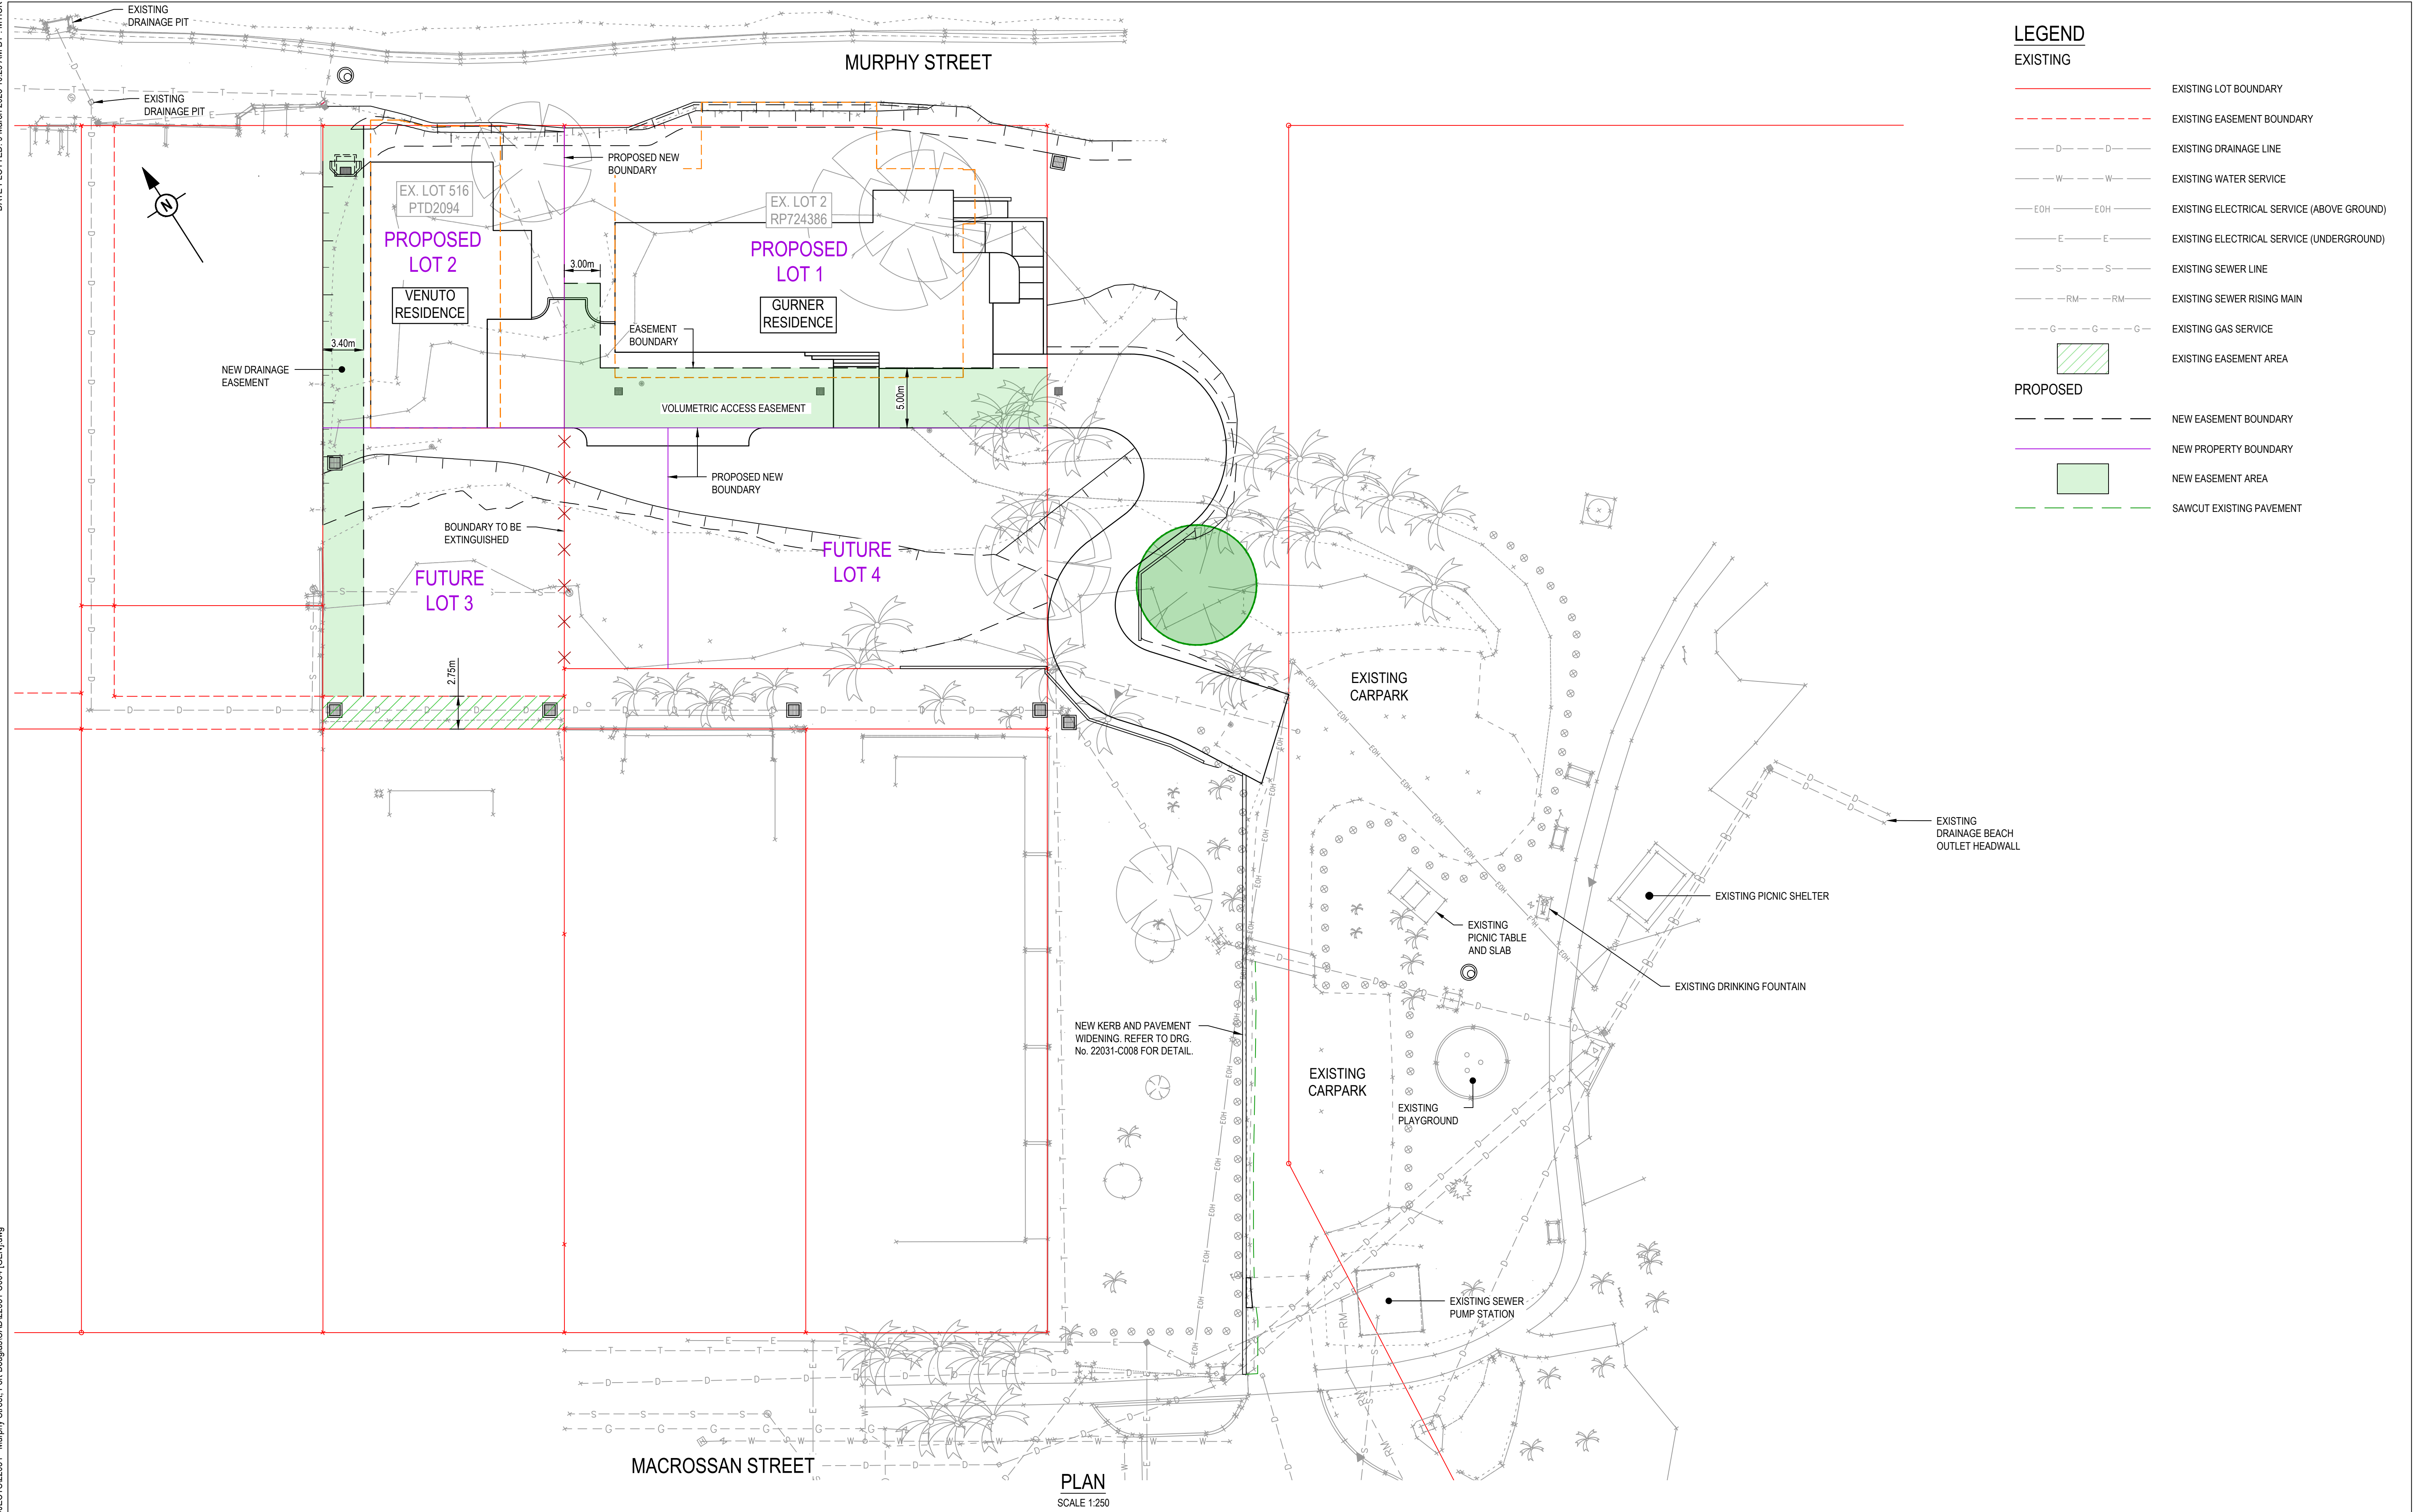 EXISTING
DRAINAGE PIT
MURPHY STREET
EXISTING
DRAINAGE PIT
N
PROPOSED NEW
BOUNDARY
EX. LOT 516
PTD2094
PROPOSED
LOT 2
VENUTO
RESIDENCE
EX. LOT 2
RP724386
PROPOSED
LOT 1
GURNER
RESIDENCE
3.00m
3.40m
EASEMENT
BOUNDARY
NEW DRAINAGE
EASEMENT
VOLUMETRIC ACCESS EASEMENT
5.00m
PROPOSED NEW
BOUNDARY
BOUNDARY TO BE
EXTINGUISHED
FUTURE
LOT 3
FUTURE
LOT 4
2.75m
EXISTING
CARPARK
EXISTING
DRAINAGE BEACH
OUTLET HEADWALL
EXISTING PICNIC SHELTER
EXISTING
PICNIC TABLE
AND SLAB
EXISTING DRINKING FOUNTAIN
NEW KERB AND PAVEMENT
WIDENING. REFER TO DRG.
No. 22031-C008 FOR DETAIL.
EXISTING
CARPARK
EXISTING
PLAYGROUND
EXISTING SEWER
PUMP STATION
MACROSSAN STREET
PLAN
SCALE 1:250
LEGEND
EXISTING
EXISTING LOT BOUNDARY
EXISTING EASEMENT BOUNDARY
D D EXISTING DRAINAGE LINE
W W EXISTING WATER SERVICE
EOH EOH EXISTING ELECTRICAL SERVICE (ABOVE GROUND)
E E EXISTING ELECTRICAL SERVICE (UNDERGROUND)
S S EXISTING SEWER LINE
RM RM EXISTING SEWER RISING MAIN
G G G EXISTING GAS SERVICE
EXISTING EASEMENT AREA
PROPOSED
NEW EASEMENT BOUNDARY
NEW PROPERTY BOUNDARY
NEW EASEMENT AREA
SAWCUT EXISTING PAVEMENT